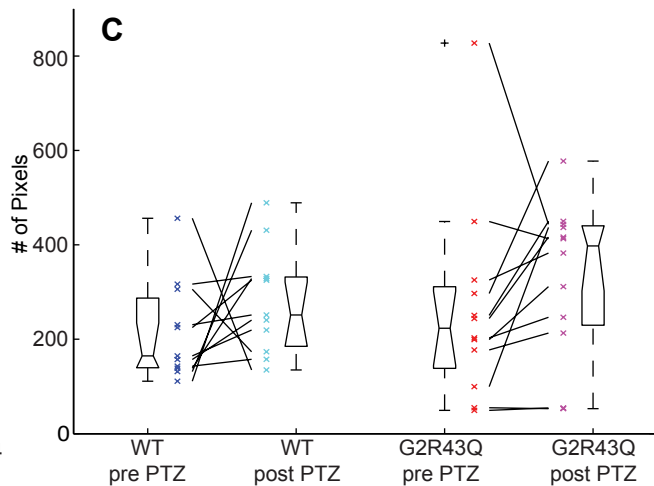 C
800
600
400
200
0
# of Pixels
WT
pre PTZ
WT
post PTZ
G2R43Q
pre PTZ
G2R43Q
post PTZ